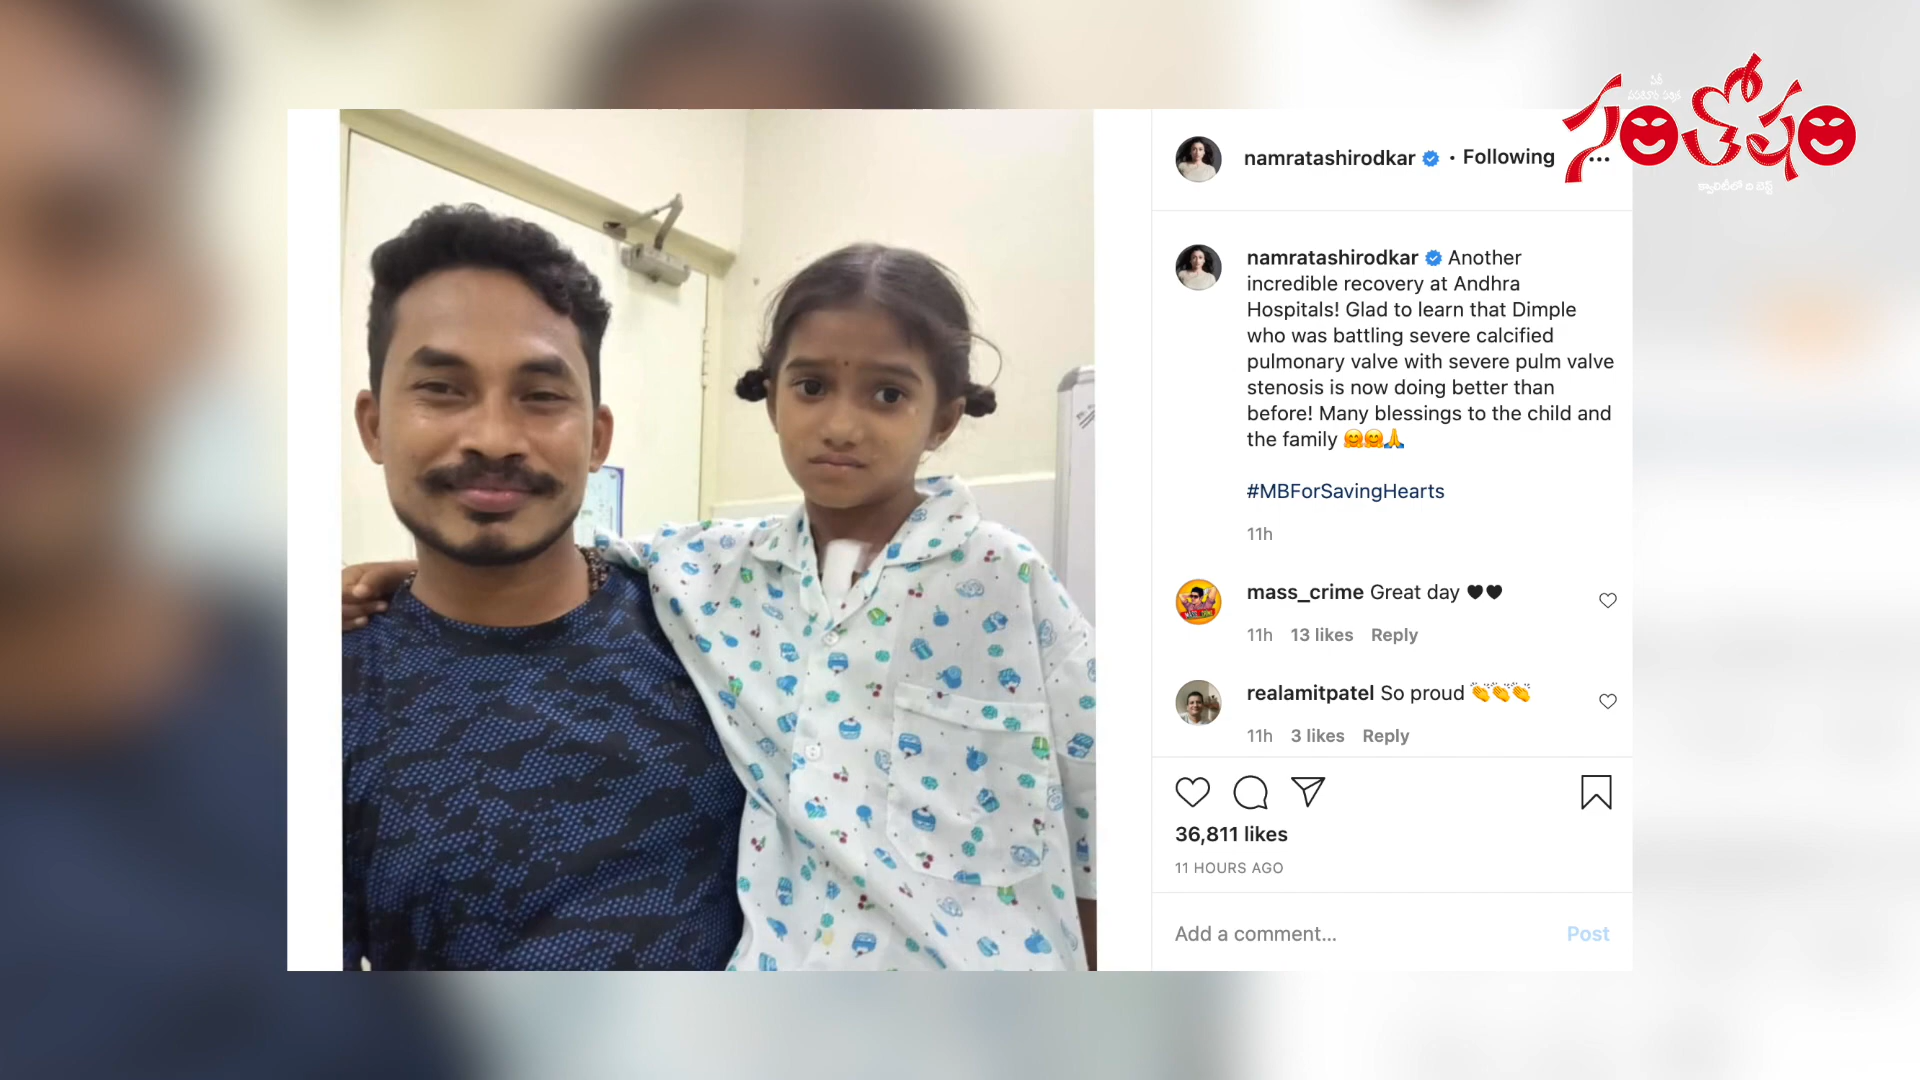 సంతోషం
క్వాలిటీలో ది బెస్ట్
namratashirodkar • Following
namratashirodkar Another
incredible recovery at Andhra
Hospitals! Glad to learn that Dimple
who was battling severe calcified
pulmonary valve with severe pulm valve
stenosis is now doing better than
before! Many blessings to the child and
the family 🤗🤗🙏
#MBForSavingHearts
11h
mass_crime Great day 🖤🖤
11h 13 likes Reply
realamitpatel So proud 👏👏👏
11h 3 likes Reply
36,811 likes
11 HOURS AGO
Add a comment... Post